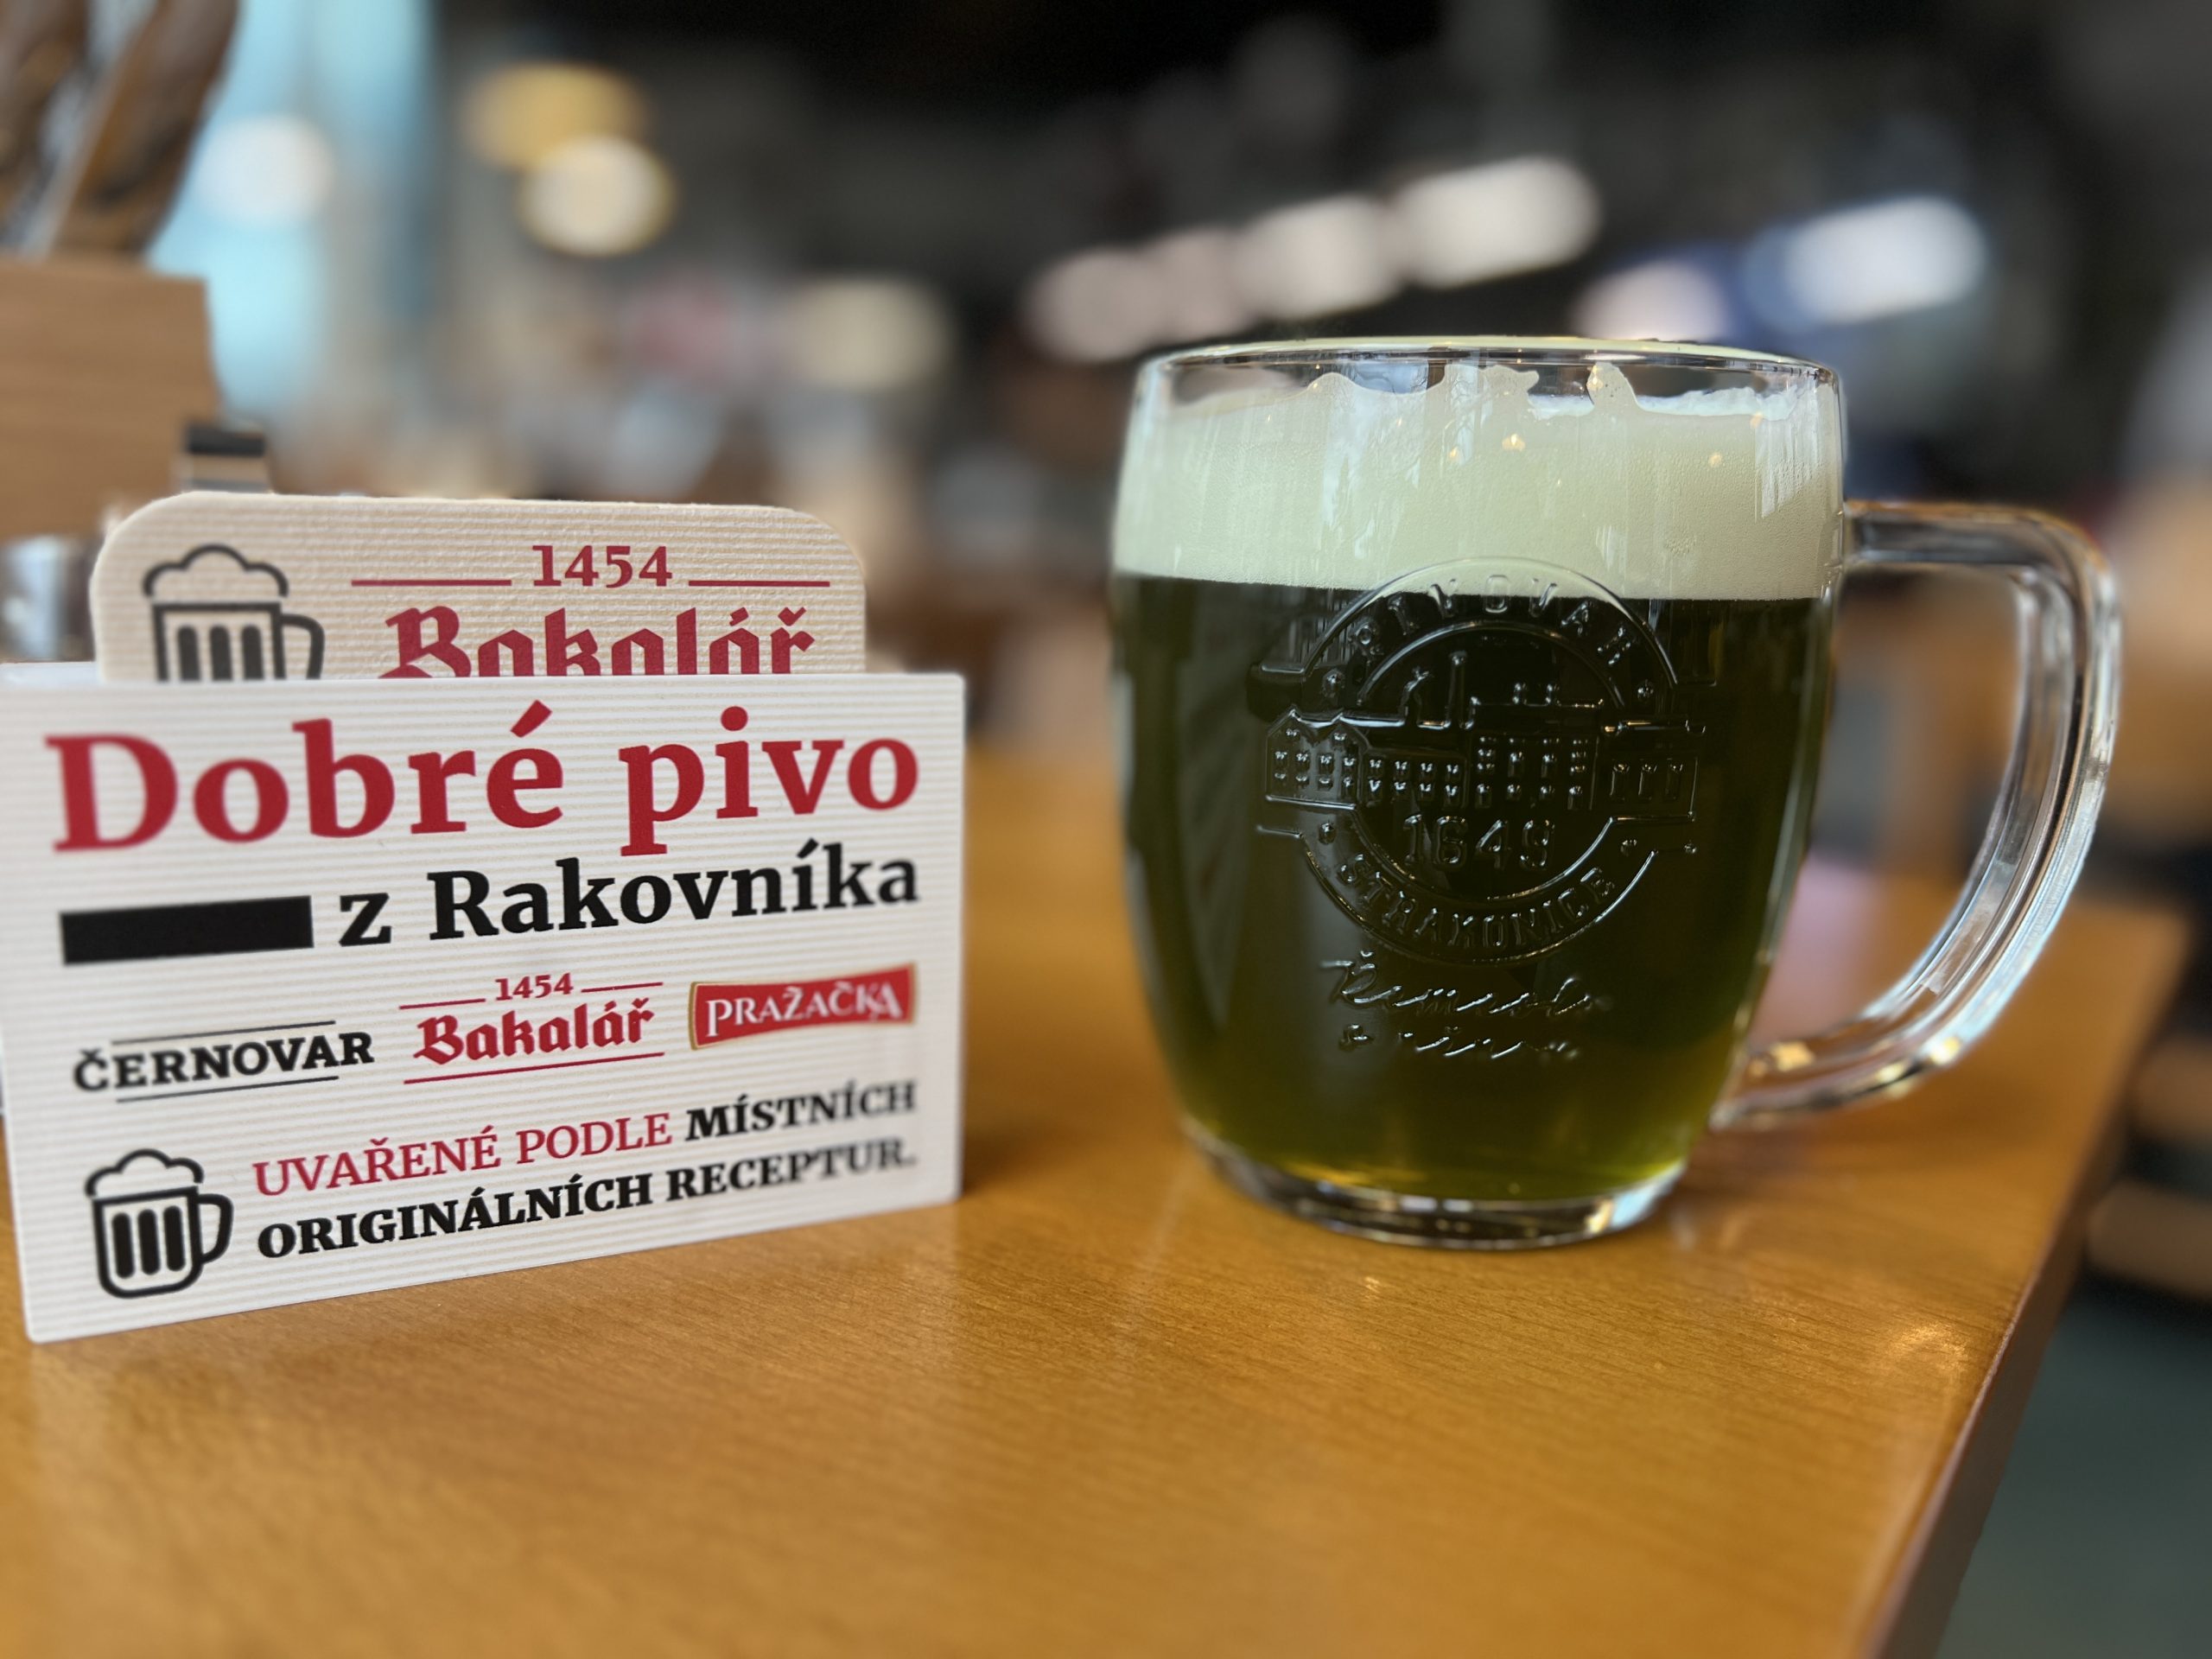 1454
Bakalář
Dobré pivo
z Rakovníka
ČERNOVAR
1454
Bakalář
PRAŽAČKA
UVAŘENÉ PODLE MÍSTNÍCH
ORIGINÁLNÍCH RECEPTUR.
PIVOVAR
1649
STRAKONICE